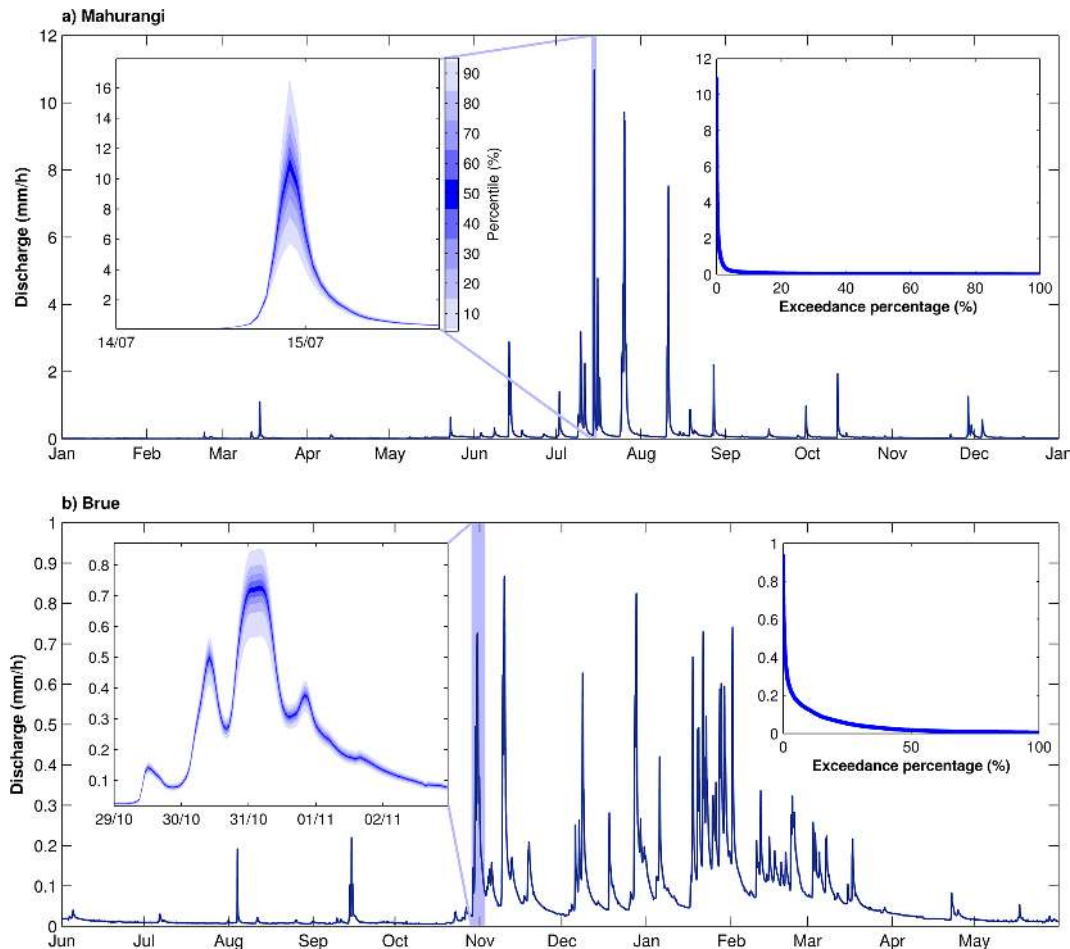 a) Mahurangi
12
10
8
6
4
2
0
Discharge (mm/h)
16
14
12
10
8
6
4
2
14/07
15/07
90
80
70
60
50
40
30
20
10
Percentile (%)
12
10
8
6
4
2
0
0
20
40
60
80
100
Exceedance percentage (%)
Jan
Feb
Mar
Apr
May
Jun
Jul
Aug
Sep
Oct
Nov
Dec
Jan
b) Brue
1
0.9
0.8
0.7
0.6
0.5
0.4
0.3
0.2
0.1
0
Discharge (mm/h)
0.8
0.7
0.6
0.5
0.4
0.3
0.2
0.1
29/10
30/10
31/10
01/11
02/11
1
0.8
0.6
0.4
0.2
0
0
50
100
Exceedance percentage (%)
Jun
Jul
Aug
Sep
Oct
Nov
Dec
Jan
Feb
Mar
Apr
May